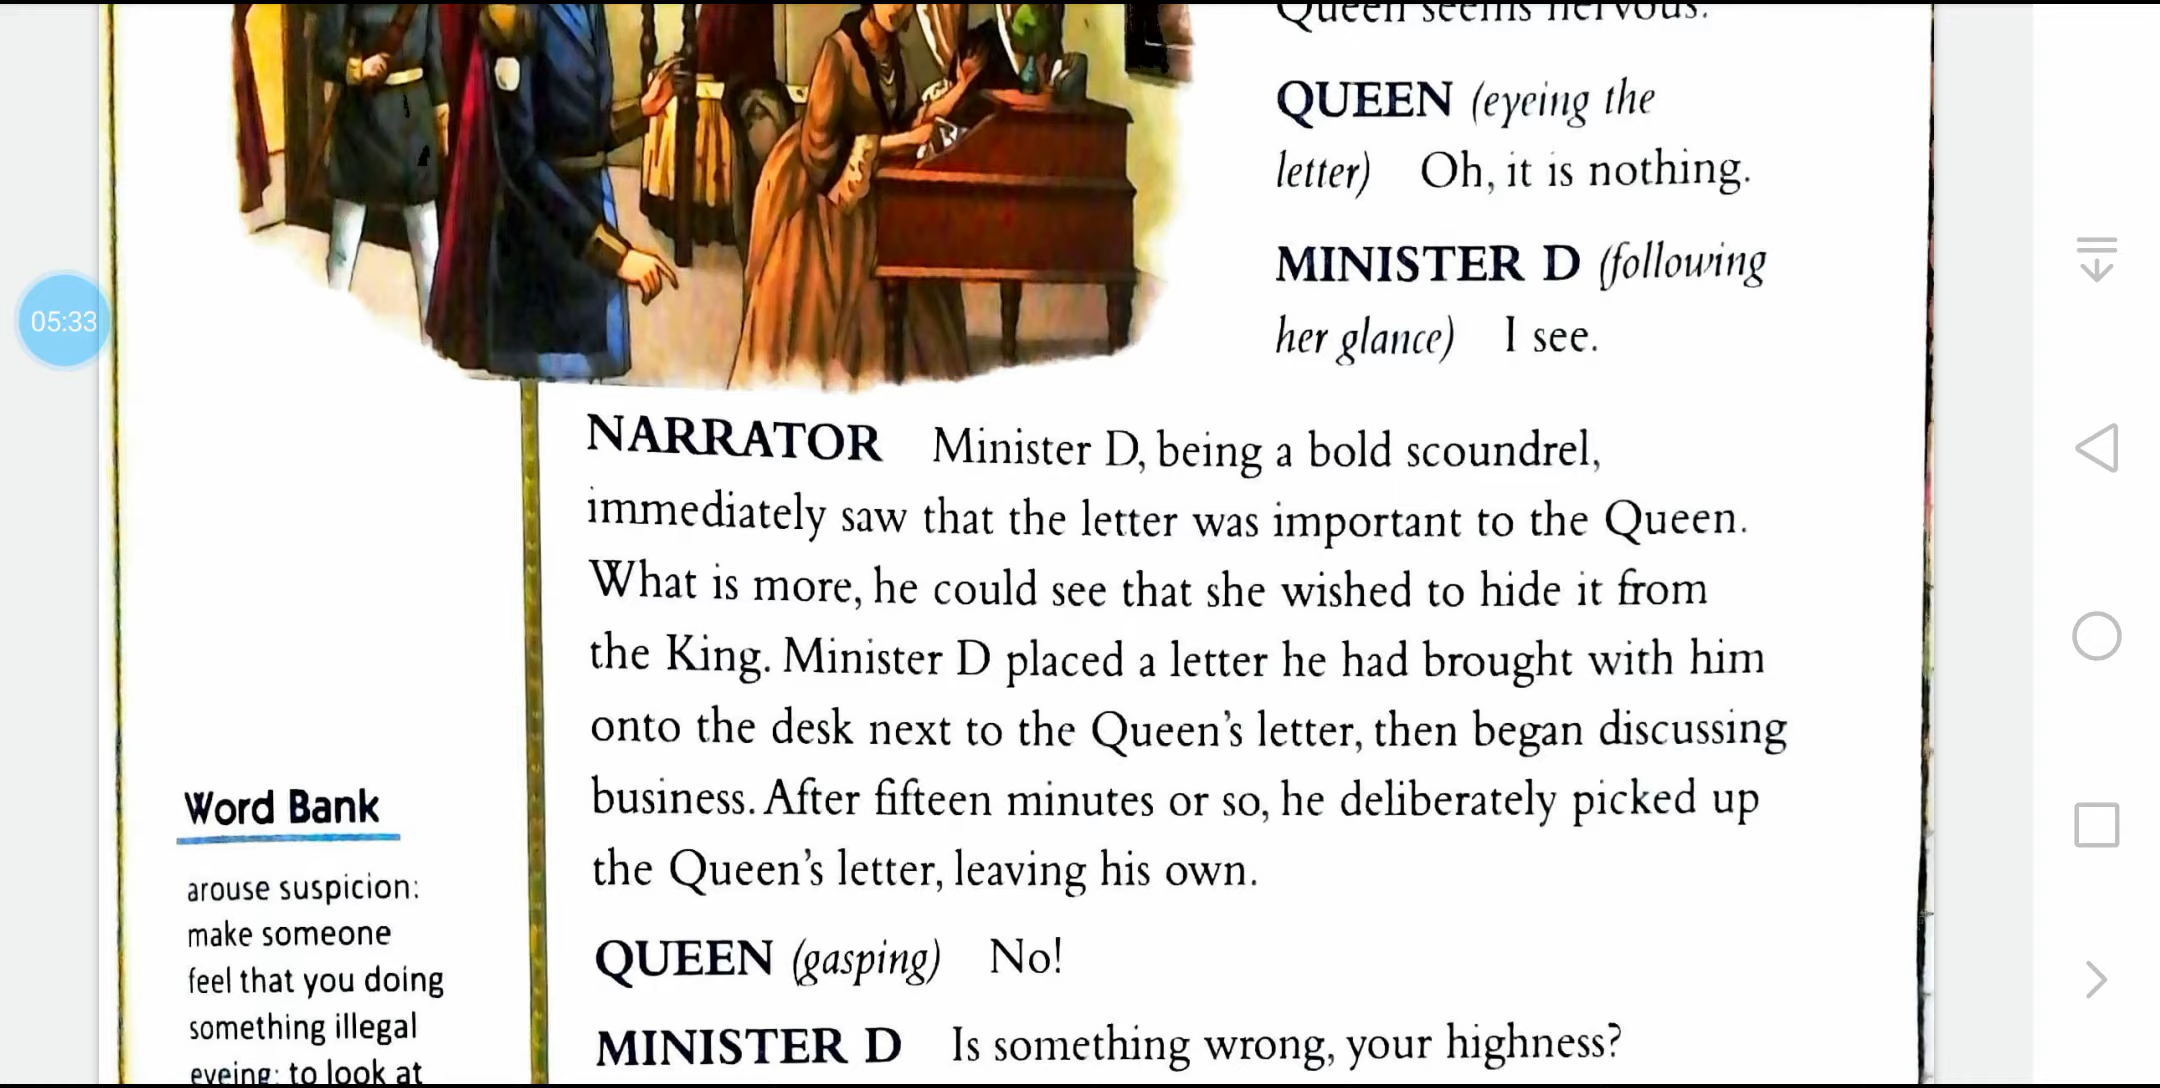 Queen seems nervous.
QUEEN (eyeing the
letter) Oh, it is nothing.
MINISTER D (following
her glance) I see.
NARRATOR Minister D, being a bold scoundrel,
immediately saw that the letter was important to the Queen.
What is more, he could see that she wished to hide it from
the King. Minister D placed a letter he had brought with him
onto the desk next to the Queen's letter, then began discussing
business. After fifteen minutes or so, he deliberately picked up
the Queen's letter, leaving his own.
QUEEN (gasping) No!
MINISTER D Is something wrong, your highness?
Word Bank
arouse suspicion:
make someone
feel that you doing
something illegal
eyeing: to look at
05:33